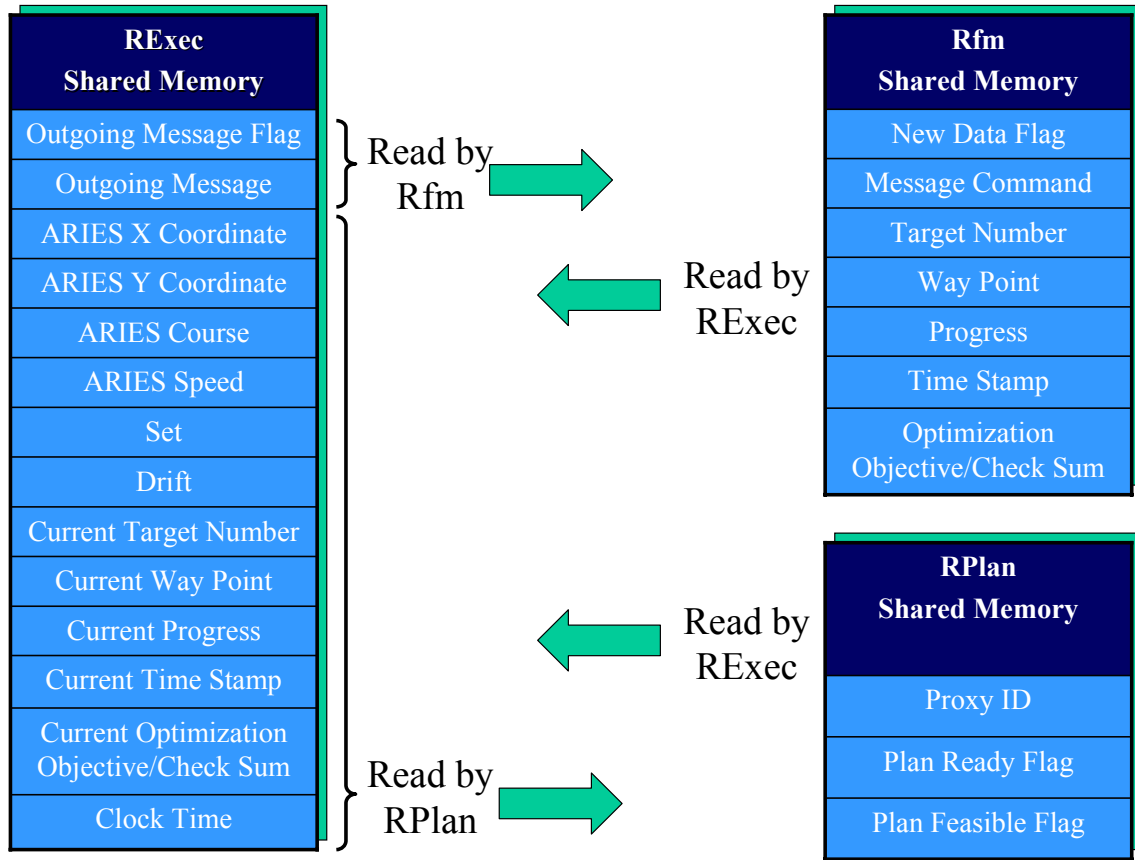 RExec
Shared Memory
Outgoing Message Flag
Outgoing Message
ARIES X Coordinate
ARIES Y Coordinate
ARIES Course
ARIES Speed
Set
Drift
Current Target Number
Current Way Point
Current Progress
Current Time Stamp
Current Optimization
Objective/Check Sum
Clock Time
Read by
Rfm
Read by
RPlan
Read by
RExec
Read by
RExec
Rfm
Shared Memory
New Data Flag
Message Command
Target Number
Way Point
Progress
Time Stamp
Optimization
Objective/Check Sum
RPlan
Shared Memory
Proxy ID
Plan Ready Flag
Plan Feasible Flag